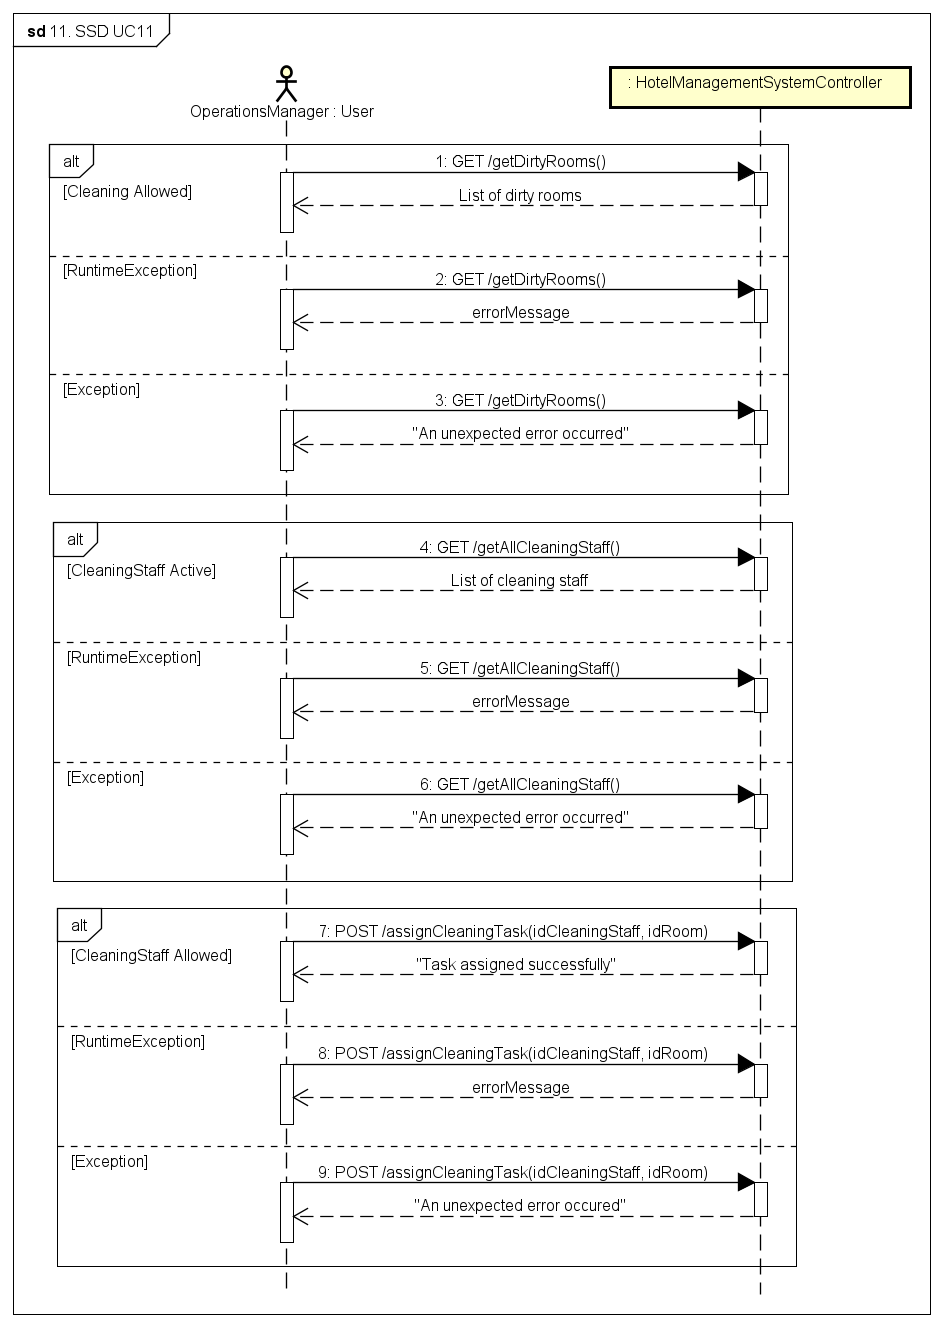 sd 11. SSD UC11
OperationsManager : User
: HotelManagementSystemController
alt
[Cleaning Allowed]
1: GET /getDirtyRooms()
List of dirty rooms
[RuntimeException]
2: GET /getDirtyRooms()
errorMessage
[Exception]
3: GET /getDirtyRooms()
"An unexpected error occurred"
alt
[CleaningStaff Active]
4: GET /getAllCleaningStaff()
List of cleaning staff
[RuntimeException]
5: GET /getAllCleaningStaff()
errorMessage
[Exception]
6: GET /getAllCleaningStaff()
"An unexpected error occurred"
alt
[CleaningStaff Allowed]
7: POST /assignCleaningTask(idCleaningStaff, idRoom)
"Task assigned successfully"
[RuntimeException]
8: POST /assignCleaningTask(idCleaningStaff, idRoom)
errorMessage
[Exception]
9: POST /assignCleaningTask(idCleaningStaff, idRoom)
"An unexpected error occured"